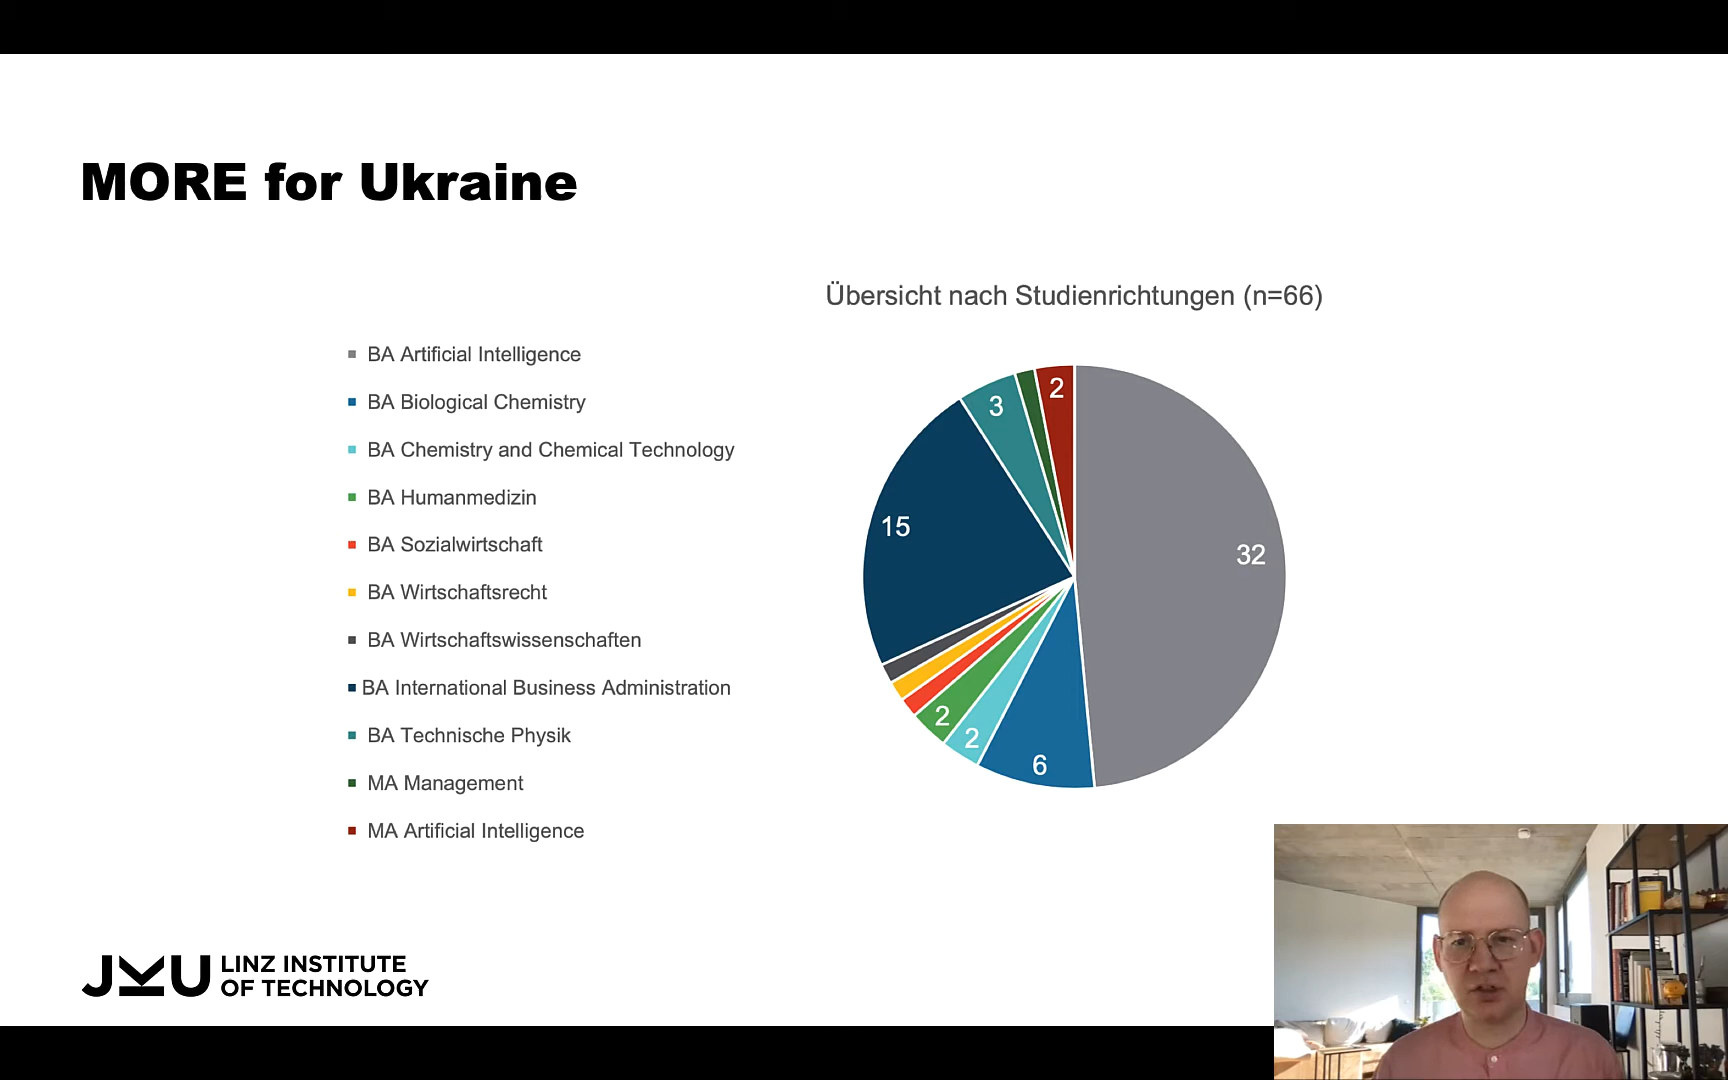 MORE for Ukraine
Übersicht nach Studienrichtungen (n=66)
BA Artificial Intelligence
BA Biological Chemistry
BA Chemistry and Chemical Technology
BA Humanmedizin
BA Sozialwirtschaft
BA Wirtschaftsrecht
BA Wirtschaftswissenschaften
BA International Business Administration
BA Technische Physik
MA Management
MA Artificial Intelligence
2
3
15
32
2
2
6
JKU LINZ INSTITUTE
OF TECHNOLOGY